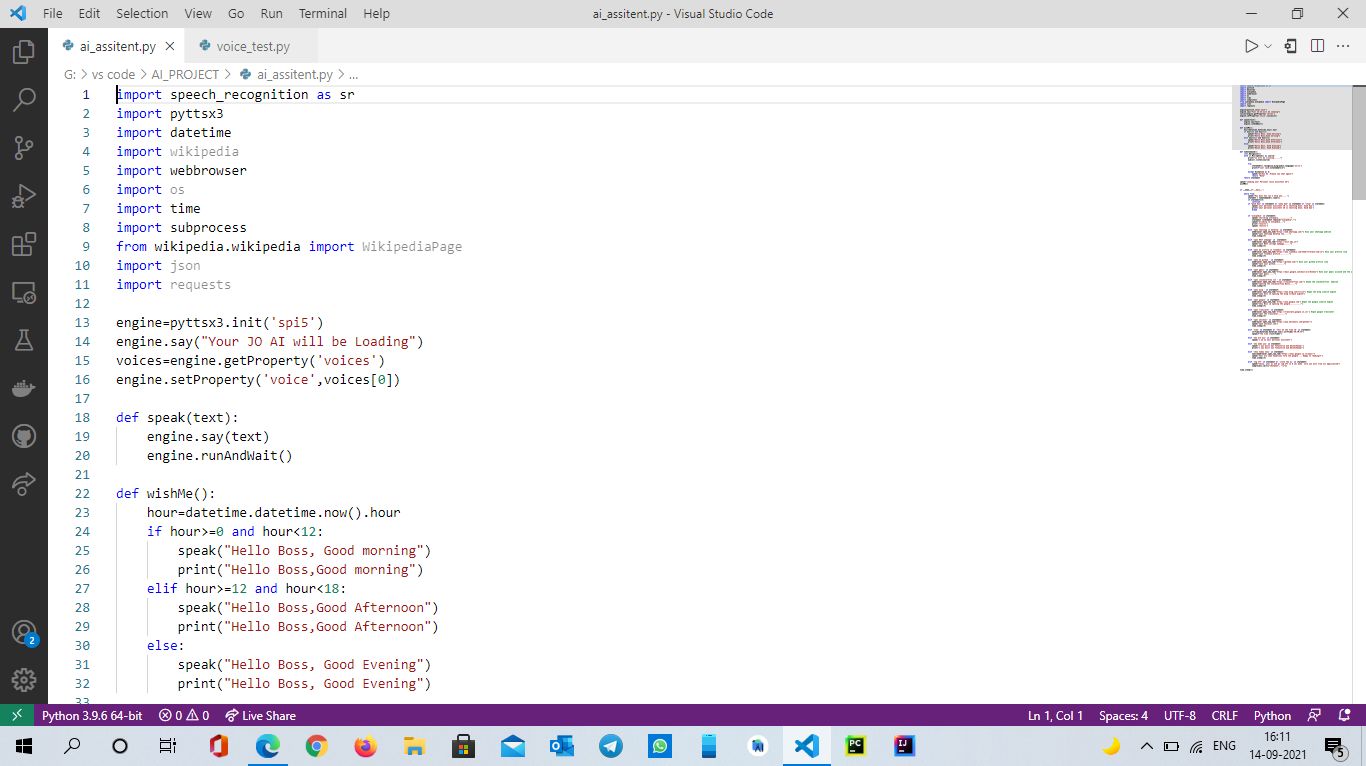 File Edit Selection View Go Run Terminal Help ai_assitent.py - Visual Studio Code
ai_assitent.py voice_test.py
G: > vs code > AI_PROJECT > ai_assitent.py > ...
1 import speech_recognition as sr
2 import pyttsx3
3 import datetime
4 import wikipedia
5 import webbrowser
6 import os
7 import time
8 import subprocess
9 from wikipedia.wikipedia import WikipediaPage
10 import json
11 import requests
12
13 engine=pyttsx3.init('spi5')
14 engine.say("Your JO AI will be Loading")
15 voices=engine.getProperty('voices')
16 engine.setProperty('voice',voices[0])
17
18 def speak(text):
19 engine.say(text)
20 engine.runAndWait()
21
22 def wishMe():
23 hour=datetime.datetime.now().hour
24 if hour>=0 and hour<12:
25 speak("Hello Boss, Good morning")
26 print("Hello Boss,Good morning")
27 elif hour>=12 and hour<18:
28 speak("Hello Boss,Good Afternoon")
29 print("Hello Boss,Good Afternoon")
30 else:
31 speak("Hello Boss, Good Evening")
32 print("Hello Boss, Good Evening")
33
2
Python 3.9.6 64-bit 0 0 Live Share Ln 1, Col 1 Spaces: 4 UTF-8 CRLF Python
PC IJ ENG 16:11
14-09-2021 5